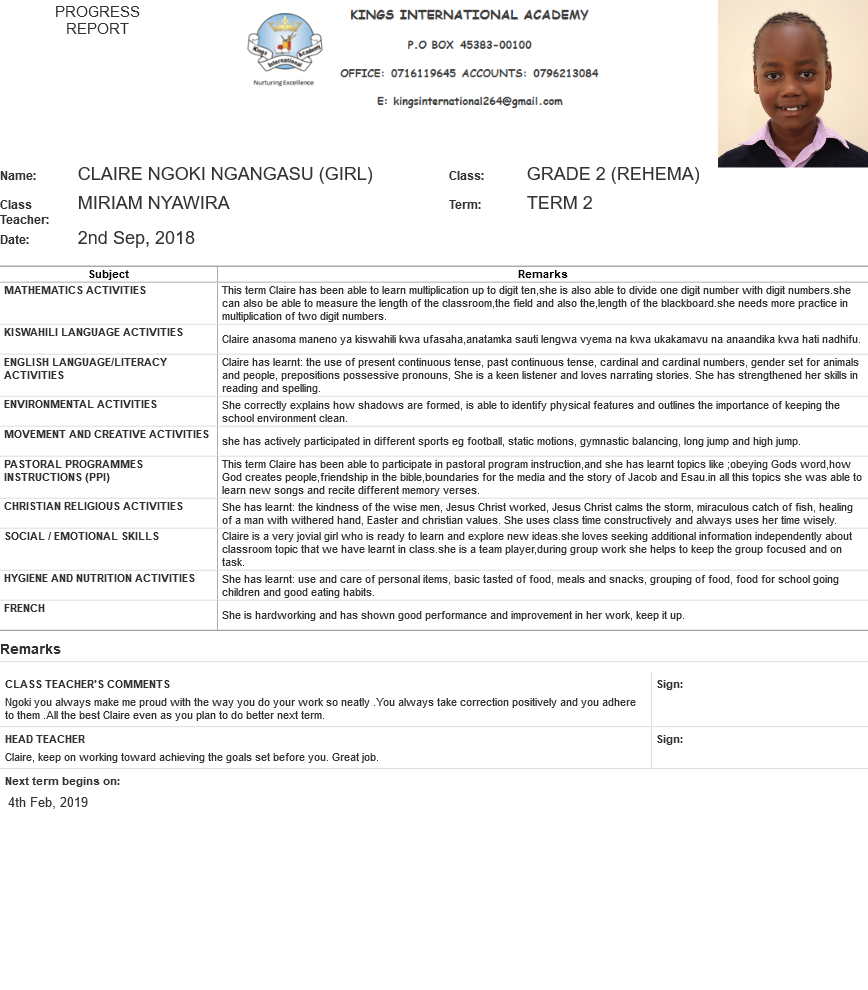 PROGRESS
REPORT
Kings International Academy
Nurturing Excellence
KINGS INTERNATIONAL ACADEMY
P.O BOX 45383-00100
OFFICE: 0716119645 ACCOUNTS: 0796213084
E: kingsinternational264@gmail.com
Name: CLAIRE NGOKI NGANGASU (GIRL) Class: GRADE 2 (REHEMA)
Class Teacher: MIRIAM NYAWIRA Term: TERM 2
Date: 2nd Sep, 2018
Subject Remarks
MATHEMATICS ACTIVITIES
This term Claire has been able to learn multiplication up to digit ten,she is also able to divide one digit number with digit numbers.she
can also be able to measure the length of the classroom,the field and also the,length of the blackboard.she needs more practice in
multiplication of two digit numbers.
KISWAHILI LANGUAGE ACTIVITIES
Claire anasoma maneno ya kiswahili kwa ufasaha,anatamka sauti lengwa vyema na kwa ukakamavu na anaandika kwa hati nadhifu.
ENGLISH LANGUAGE/LITERACY
ACTIVITIES
Claire has learnt: the use of present continuous tense, past continuous tense, cardinal and cardinal numbers, gender set for animals
and people, prepositions possessive pronouns, She is a keen listener and loves narrating stories. She has strengthened her skills in
reading and spelling.
ENVIRONMENTAL ACTIVITIES
She correctly explains how shadows are formed, is able to identify physical features and outlines the importance of keeping the
school environment clean.
MOVEMENT AND CREATIVE ACTIVITIES
she has actively participated in different sports eg football, static motions, gymnastic balancing, long jump and high jump.
PASTORAL PROGRAMMES
INSTRUCTIONS (PPI)
This term Claire has been able to participate in pastoral program instruction,and she has learnt topics like ;obeying Gods word,how
God creates people,friendship in the bible,boundaries for the media and the story of Jacob and Esau.in all this topics she was able to
learn new songs and recite different memory verses.
CHRISTIAN RELIGIOUS ACTIVITIES
She has learnt: the kindness of the wise men, Jesus Christ worked, Jesus Christ calms the storm, miraculous catch of fish, healing
of a man with withered hand, Easter and christian values. She uses class time constructively and always uses her time wisely.
SOCIAL / EMOTIONAL SKILLS
Claire is a very jovial girl who is ready to learn and explore new ideas.she loves seeking additional information independently about
classroom topic that we have learnt in class.she is a team player,during group work she helps to keep the group focused and on
task.
HYGIENE AND NUTRITION ACTIVITIES
She has learnt: use and care of personal items, basic tasted of food, meals and snacks, grouping of food, food for school going
children and good eating habits.
FRENCH
She is hardworking and has shown good performance and improvement in her work, keep it up.
Remarks
CLASS TEACHER'S COMMENTS
Ngoki you always make me proud with the way you do your work so neatly .You always take correction positively and you adhere
to them .All the best Claire even as you plan to do better next term.
Sign:
HEAD TEACHER
Claire, keep on working toward achieving the goals set before you. Great job.
Sign:
Next term begins on:
4th Feb, 2019